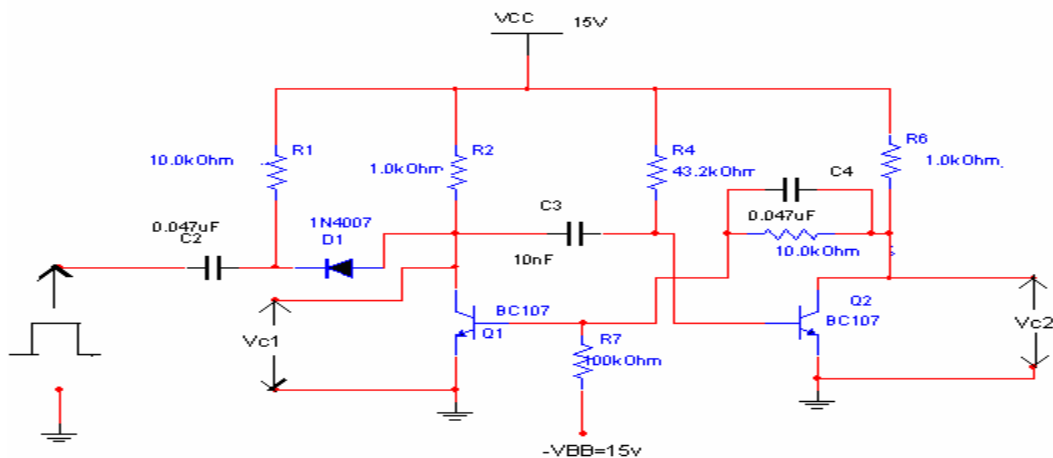 VCC
15V
R1
10.0kOhm
R2
1.0kOhm
R4
43.2kOhm
R6
1.0kOhm
C4
0.047uF
10.0kOhm
0.047uF
C2
1N4007
D1
C3
10nF
BC107
Q1
Q2
BC107
Vc1
Vc2
R7
100kOhm
-VBB=15v